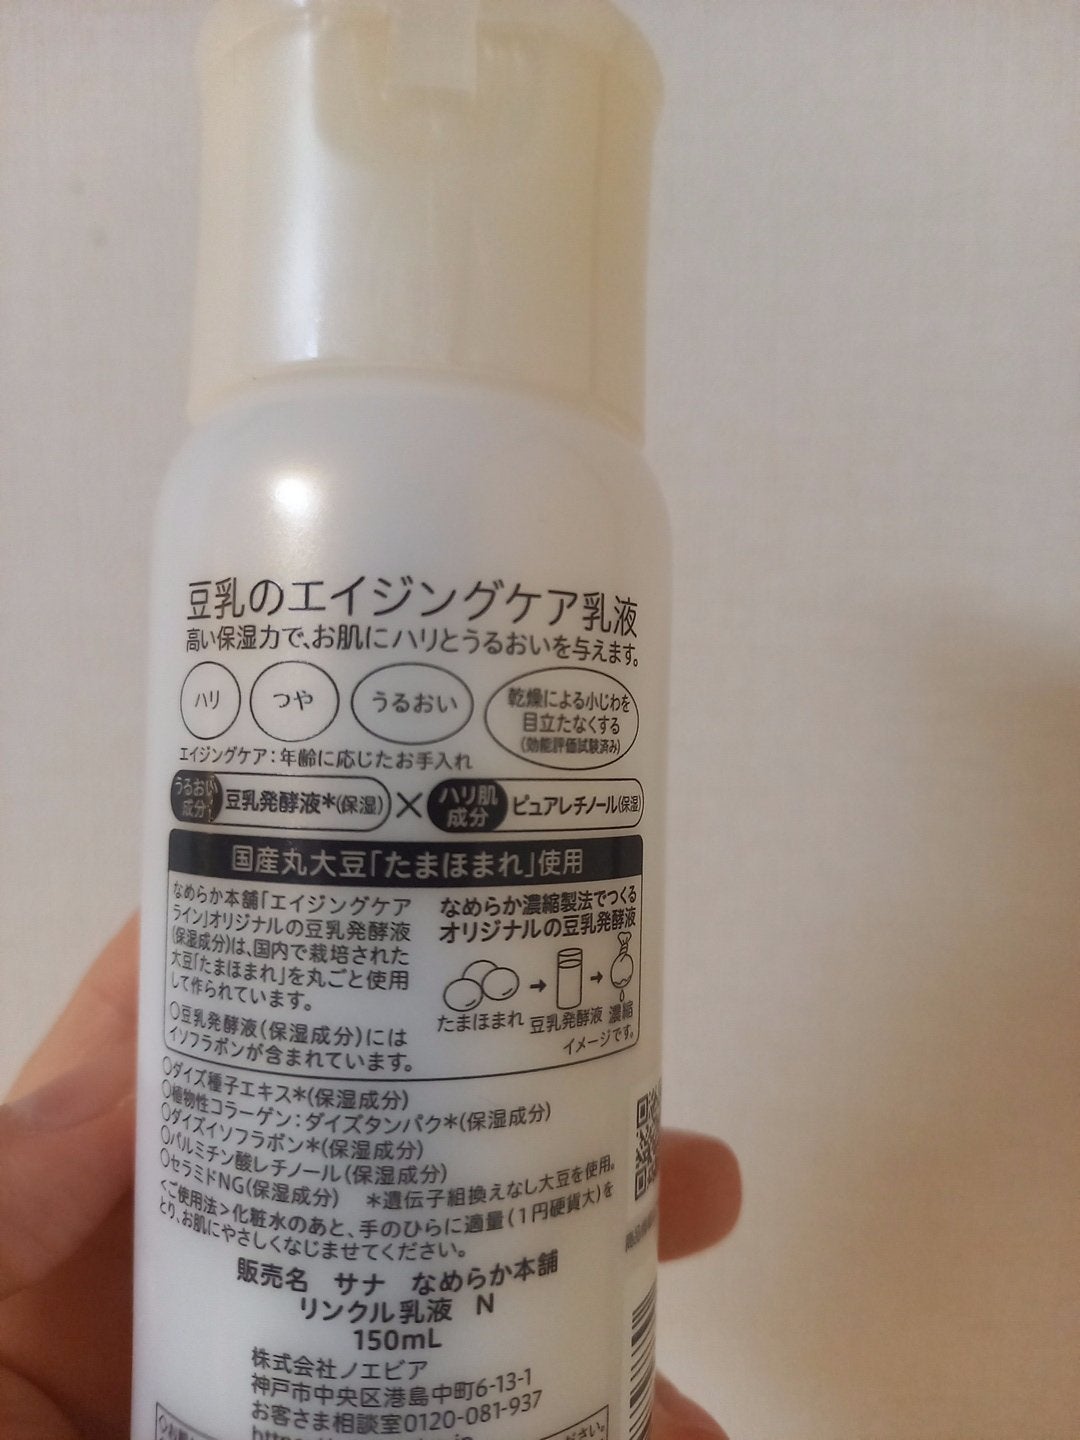 豆乳のエイジングケア乳液
高い保湿力で、お肌にハリとうるおいを与えます。
ハリ
つや
うるおい
乾燥による小じわを
目立たなくする
(効能評価試験済み)
エイジングケア:年齢に応じたお手入れ
うるおい
成分
豆乳発酵液*(保湿)
×
ハリ肌
成分
ピュアレチノール(保湿)
国産丸大豆「たまほまれ」使用
なめらか本舗「エイジングケア
ライン」オリジナルの豆乳発酵液
(保湿成分)は、国内で栽培された
大豆「たまほまれ」を丸ごと使用
して作られています。
○豆乳発酵液(保湿成分)には
イソフラボンが含まれています。
なめらか濃縮製法でつくる
オリジナルの豆乳発酵液
たまほまれ
豆乳発酵液
濃縮
イメージです。
○ダイズ種子エキス*(保湿成分)
○植物性コラーゲン:ダイズタンパク*(保湿成分)
○ダイズイソフラボン*(保湿成分)
○パルミチン酸レチノール(保湿成分)
○セラミドNG(保湿成分) *遺伝子組換えなし大豆を使用。
<ご使用法>化粧水のあと、手のひらに適量(1円硬貨大)を
とり、お肌にやさしくなじませてください。
販売名 サナ なめらか本舗
リンクル乳液 N
150mL
株式会社ノエビア
神戸市中央区港島中町6-13-1
お客さま相談室0120-081-937